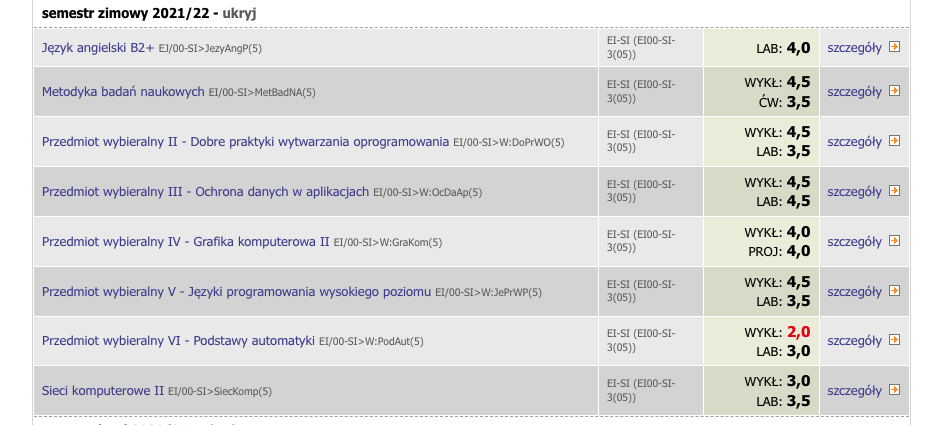 semestr zimowy 2021/22 - ukryj
Język angielski B2+ EJ/00-SI>JezyAngP(5)
EI-SI (EI00-SI-
3(05))
LAB: 4,0
szczegóły
Metodyka badań naukowych EI/00-SI>MetBadNA(5)
EI-SI (EI00-SI-
3(05))
WYKŁ: 4,5
ĆW: 3,5
szczegóły
Przedmiot wybieralny II - Dobre praktyki wytwarzania oprogramowania EI/00-SI>W:DoPrWO(5)
EI-SI (EI00-SI-
3(05))
WYKŁ: 4,5
LAB: 3,5
szczegóły
Przedmiot wybieralny III - Ochrona danych w aplikacjach EI/00-SI>W:OcDaAp(5)
EI-SI (EI00-SI-
3(05))
WYKŁ: 4,5
LAB: 4,5
szczegóły
Przedmiot wybieralny IV - Grafika komputerowa II EI/00-SI>W:GraKom(5)
EI-SI (EI00-SI-
3(05))
WYKŁ: 4,0
PROJ: 4,0
szczegóły
Przedmiot wybieralny V - Języki programowania wysokiego poziomu EI/00-SI>W:JePrWP(5)
EI-SI (EI00-SI-
3(05))
WYKŁ: 4,5
LAB: 3,5
szczegóły
Przedmiot wybieralny VI - Podstawy automatyki EI/00-SI>W:PodAut(5)
EI-SI (EI00-SI-
3(05))
WYKŁ: 2,0
LAB: 3,0
szczegóły
Sieci komputerowe II EI/00-SI>SiecKomp(5)
EI-SI (EI00-SI-
3(05))
WYKŁ: 3,0
LAB: 3,5
szczegóły